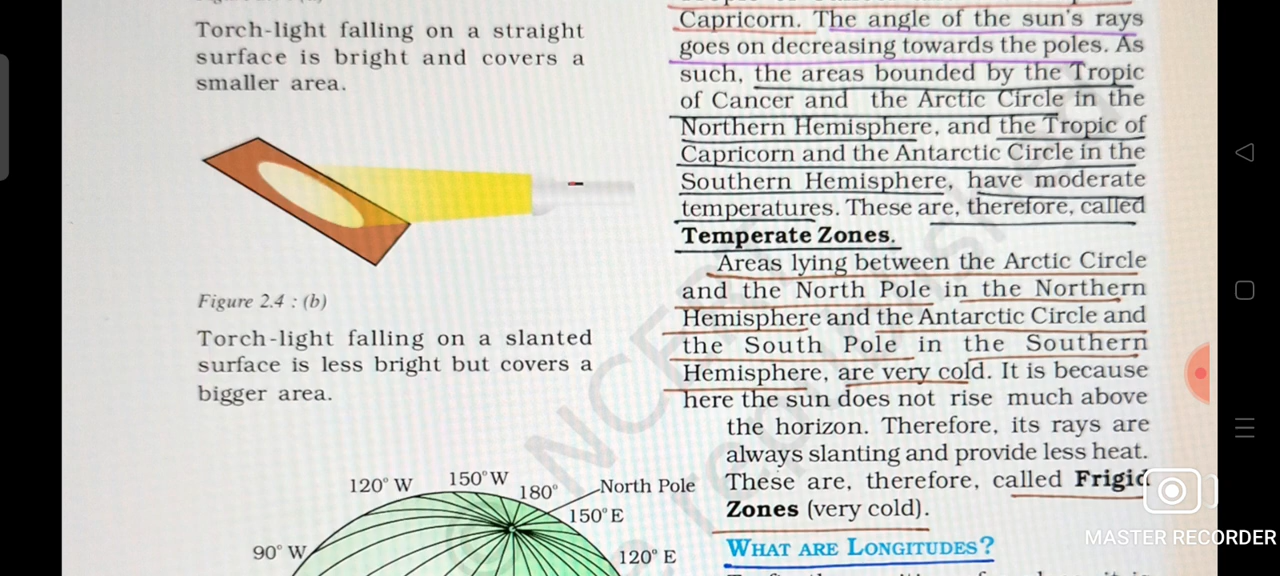 Torch-light falling on a straight
surface is bright and covers a
smaller area.
Figure 2.4 : (b)
Torch-light falling on a slanted
surface is less bright but covers a
bigger area.
120° W
150° W
180°
North Pole
150° E
90° W
120° E
Capricorn. The angle of the sun's rays
goes on decreasing towards the poles. As
such, the areas bounded by the Tropic
of Cancer and the Arctic Circle in the
Northern Hemisphere, and the Tropic of
Capricorn and the Antarctic Circle in the
Southern Hemisphere, have moderate
temperatures. These are, therefore, called
Temperate Zones.
Areas lying between the Arctic Circle
and the North Pole in the Northern
Hemisphere and the Antarctic Circle and
the South Pole in the Southern
Hemisphere, are very cold. It is because
here the sun does not rise much above
the horizon. Therefore, its rays are
always slanting and provide less heat.
These are, therefore, called Frigid
Zones (very cold).
WHAT ARE LONGITUDES?
NCE
MASTER RECORDER